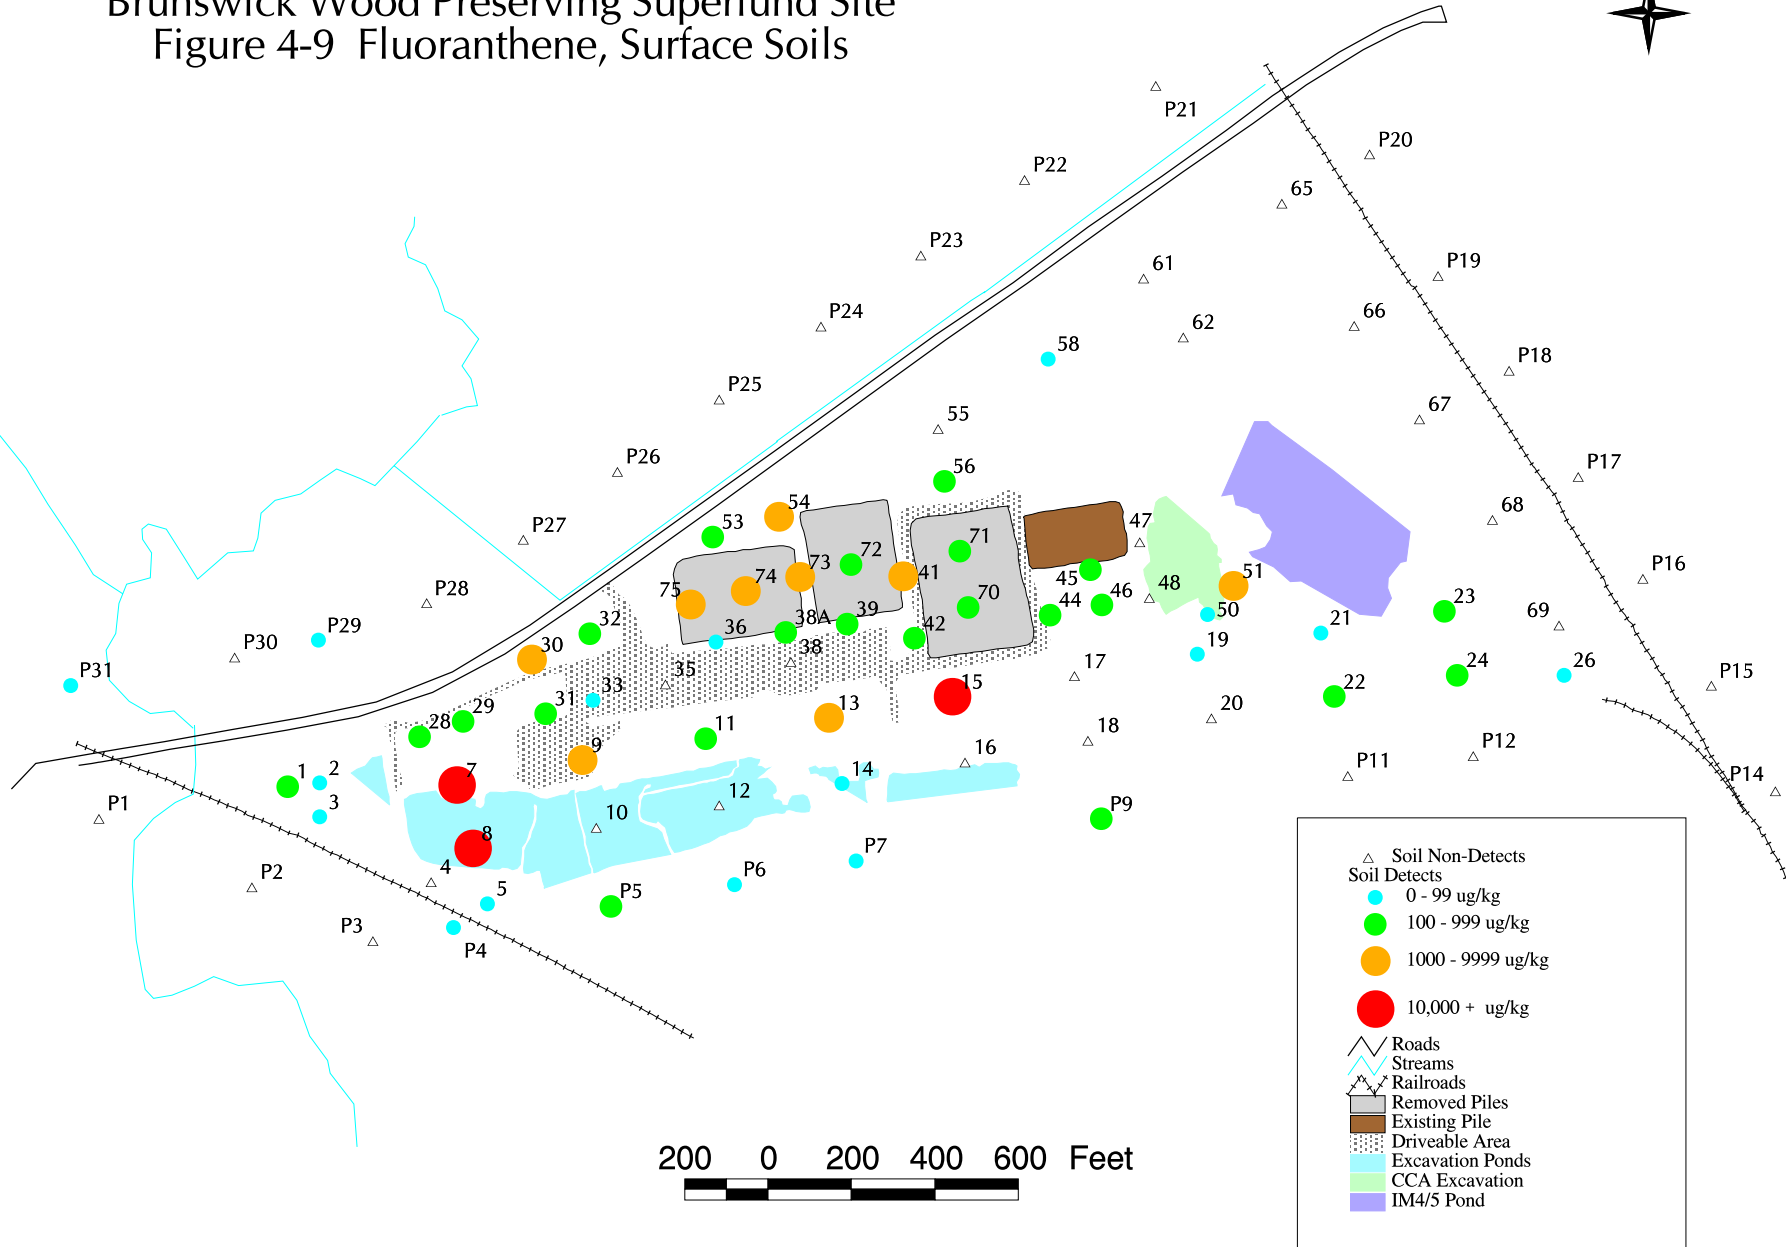 Brunswick Wood Preserving Superfund Site
Figure 4-9 Fluoranthene, Surface Soils
P21
P20
P22
65
P23
P19
61
P24
66
62
58
P18
P25
67
55
P26
P17
56
54
68
P27
53
47
71
72
73
41
51
P16
74
45
75
48
P28
46
70
44
39
50
23
32
38A
42
21
69
P29
36
19
P30
30
38
17
24
26
P31
35
15
P15
33
22
31
13
20
29
28
11
18
9
16
P12
P11
1
2
7
14
P14
3
12
P1
P9
10
8
P7
4
P2
P6
5
P5
P3
P4
Soil Non-Detects
Soil Detects
0 - 99 ug/kg
100 - 999 ug/kg
1000 - 9999 ug/kg
10,000 + ug/kg
Roads
Streams
Railroads
Removed Piles
Existing Pile
Driveable Area
Excavation Ponds
CCA Excavation
IM4/5 Pond
200 0 200 400 600 Feet